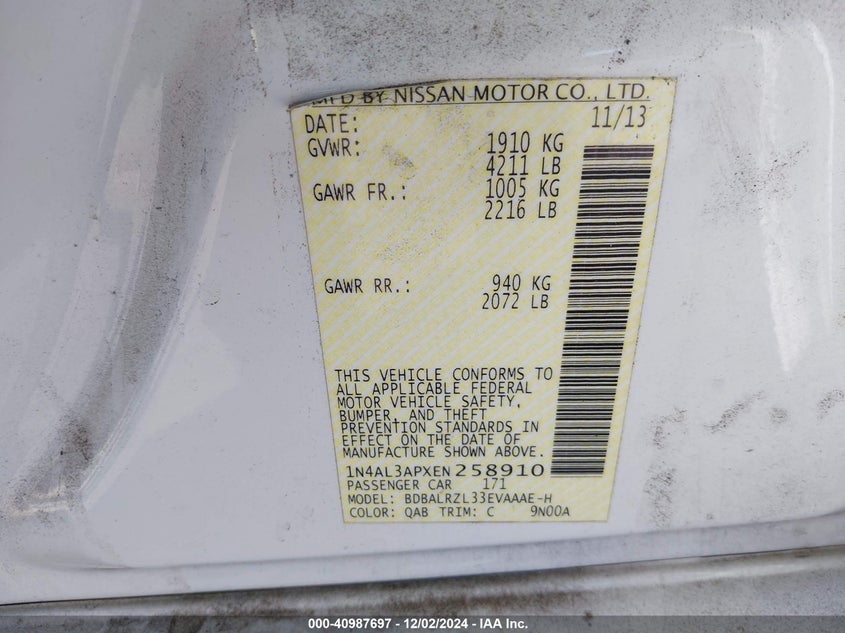 MFD BY NISSAN MOTOR CO., LTD.
DATE: 11/13
GVWR: 1910 KG
4211 LB
GAWR FR.: 1005 KG
2216 LB
GAWR RR.: 940 KG
2072 LB
THIS VEHICLE CONFORMS TO
ALL APPLICABLE FEDERAL
MOTOR VEHICLE SAFETY,
BUMPER, AND THEFT
PREVENTION STANDARDS IN
EFFECT ON THE DATE OF
MANUFACTURE SHOWN ABOVE.
1N4AL3APXEN258910
PASSENGER CAR 171
MODEL: BDBALRZL33EVAAAE-H
COLOR: QAB TRIM: C 9N00A
000-40987697 - 12/02/2024 - IAA Inc.